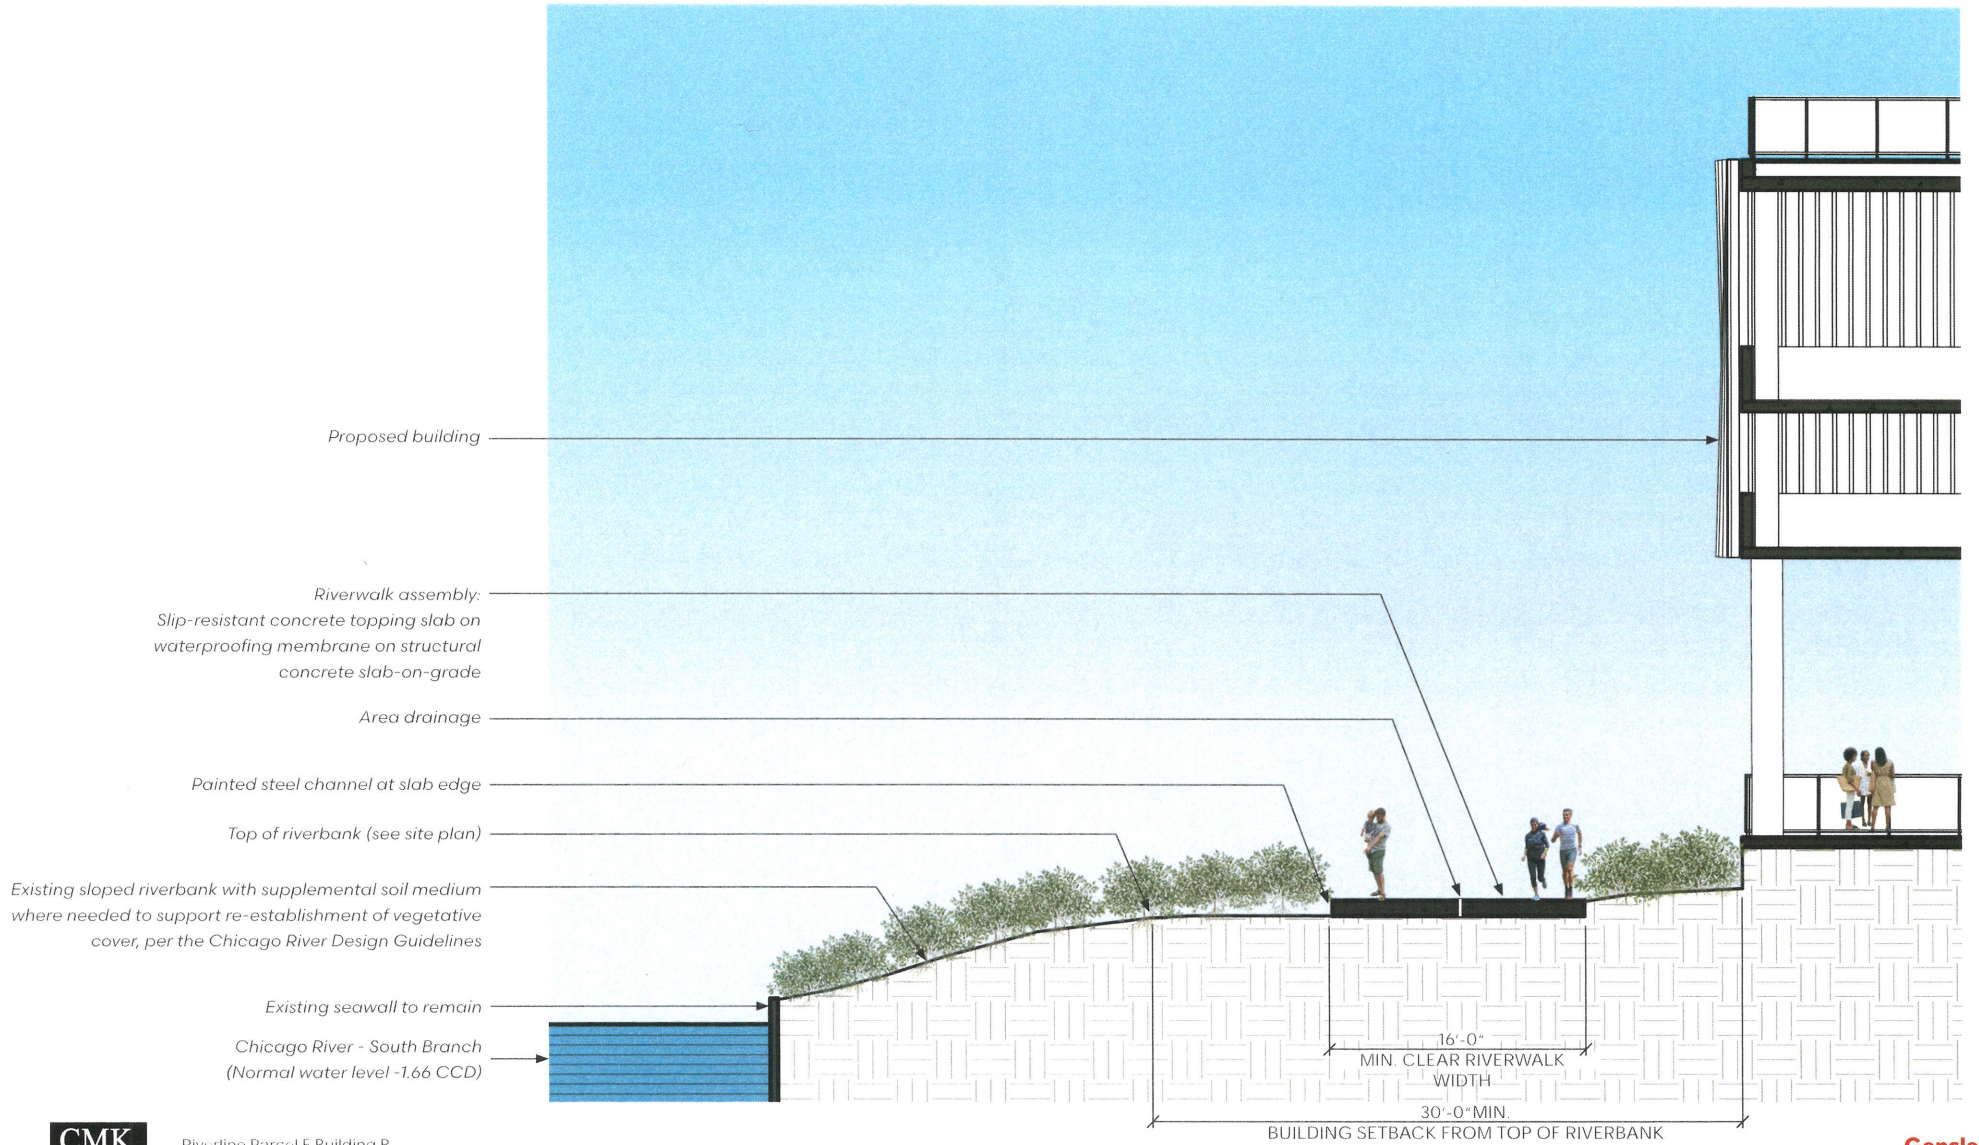 Proposed building
Riverwalk assembly:
Slip-resistant concrete topping slab on
waterproofing membrane on structural
concrete slab-on-grade
Area drainage
Painted steel channel at slab edge
Top of riverbank (see site plan)
Existing sloped riverbank with supplemental soil medium
where needed to support re-establishment of vegetative
cover, per the Chicago River Design Guidelines
Existing seawall to remain
Chicago River - South Branch
(Normal water level -1.66 CCD)
16'-0"
MIN. CLEAR RIVERWALK
WIDTH
30'-0"MIN.
BUILDING SETBACK FROM TOP OF RIVERBANK
CMK